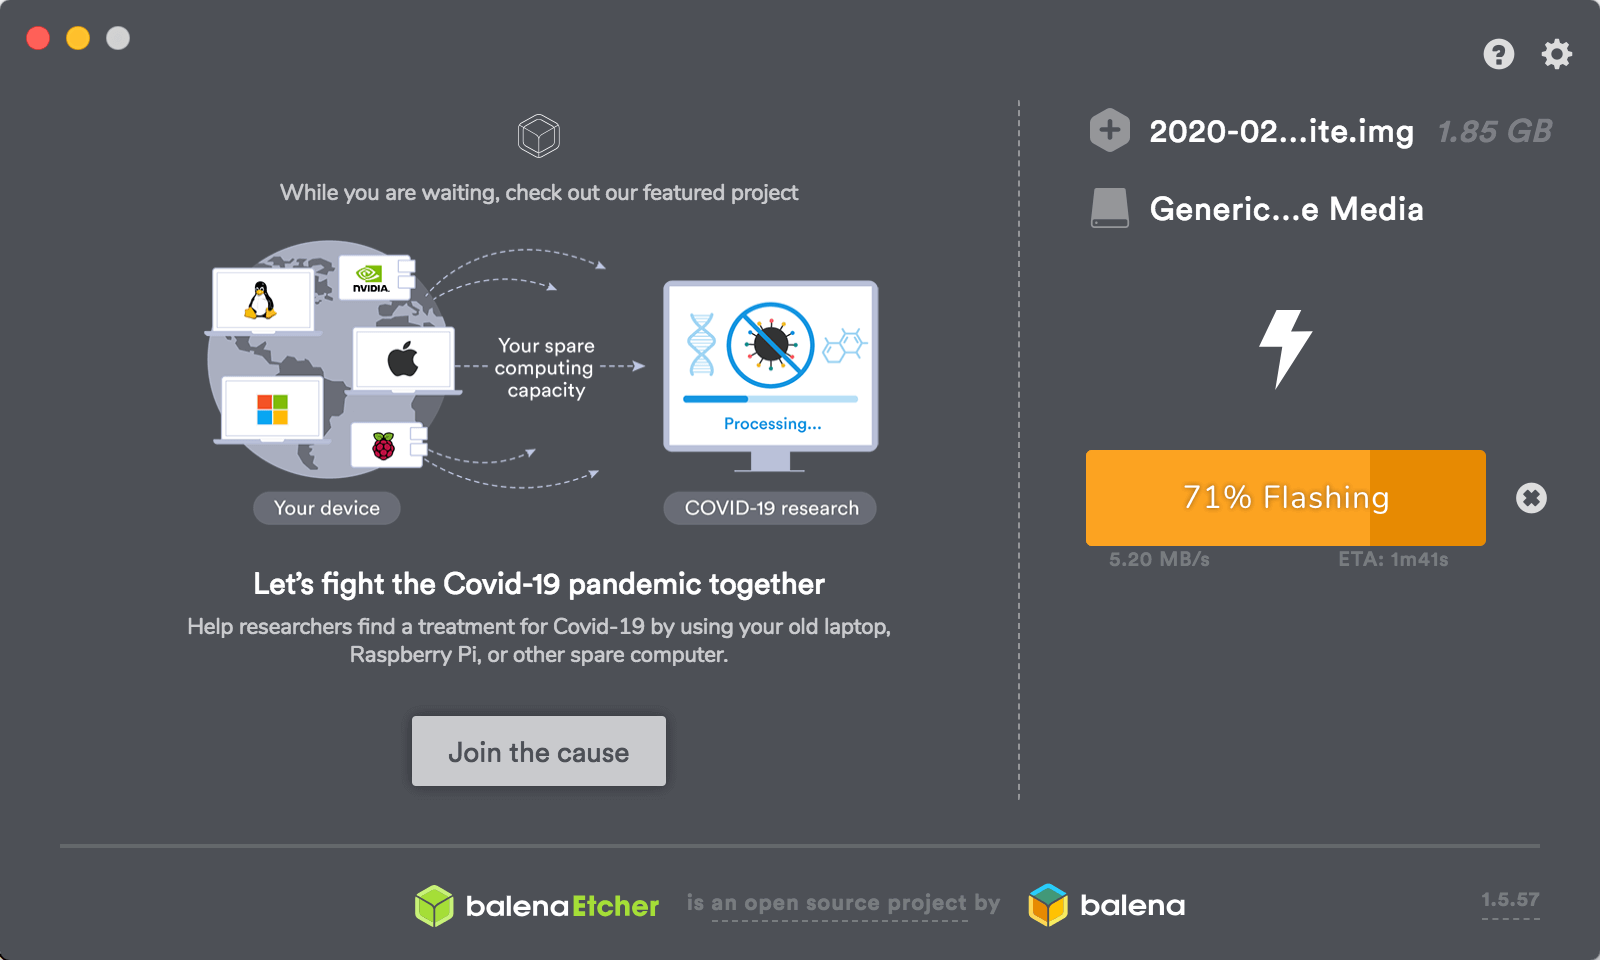 While you are waiting, check out our featured project
NVIDIA.
Your spare
computing
capacity
Processing...
Your device
COVID-19 research
Let's fight the Covid-19 pandemic together
Help researchers find a treatment for Covid-19 by using your old laptop,
Raspberry Pi, or other spare computer.
Join the cause
2020-02...ite.img 1.85 GB
Generic...e Media
71% Flashing
5.20 MB/s ETA: 1m41s
balenaEtcher is an open source project by balena 1.5.57